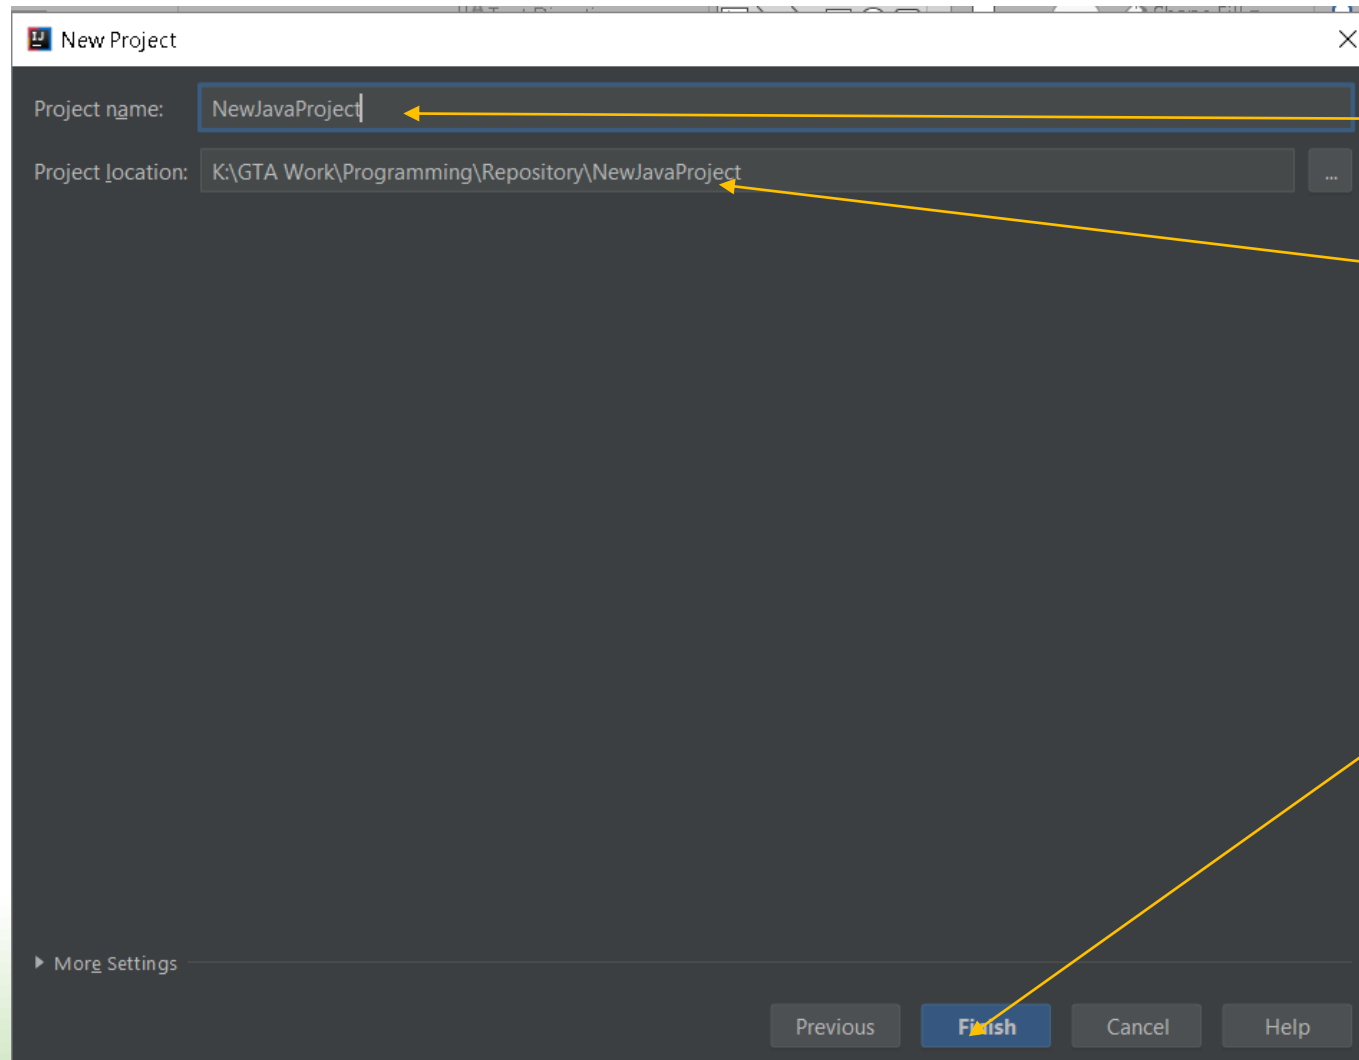 New Project
Project name: NewJavaProject
Project location: K:\GTA Work\Programming\Repository\NewJavaProject
...
More Settings
Previous Finish Cancel Help